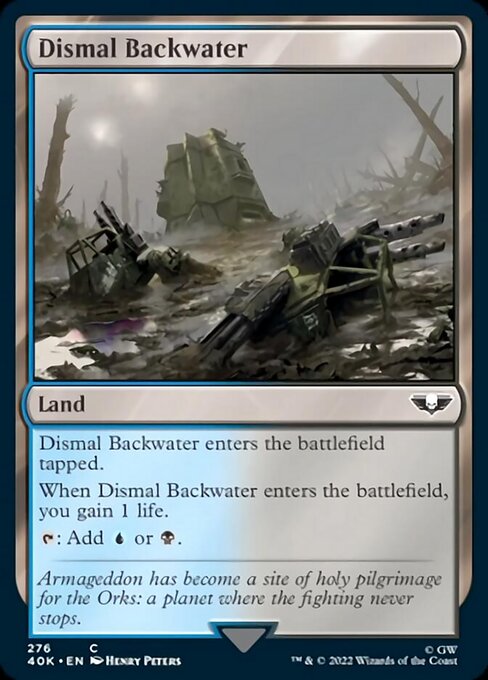 Dismal Backwater
Land
Dismal Backwater enters the battlefield
tapped.
When Dismal Backwater enters the battlefield,
you gain 1 life.
: Add or .
Armageddon has become a site of holy pilgrimage
for the Orks: a planet where the fighting never
stops.
276 C
40K • EN Henry Peters
© GW
™ & © 2022 Wizards of the Coast